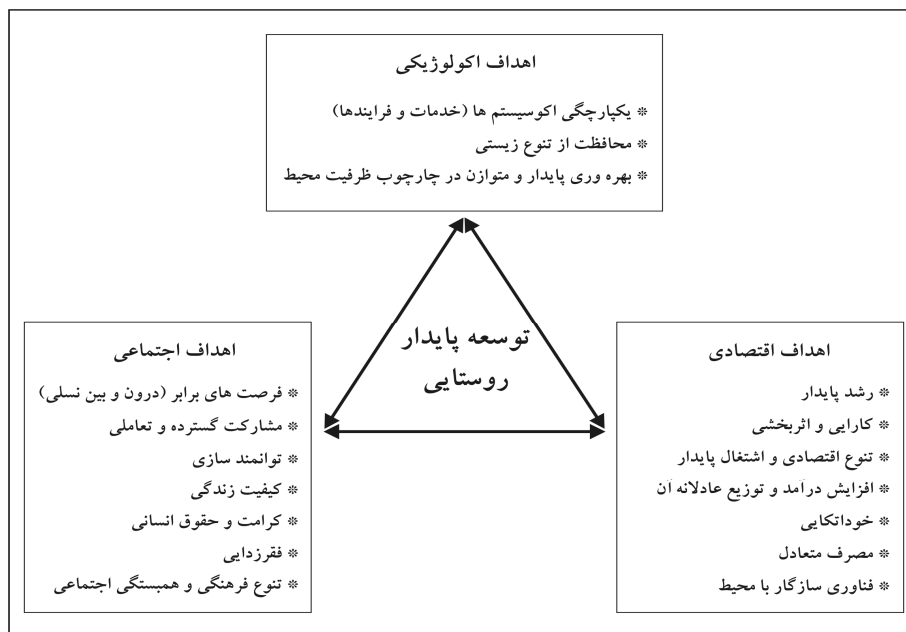 اهداف اکولوژیکی
❊ یکپارچگی اکوسیستم ها (خدمات و فرایندها)
❊ محافظت از تنوع زیستی
❊ بهره وری پایدار و متوازن در چارچوب ظرفیت محیط
توسعه پایدار
روستایی
اهداف اقتصادی
❊ رشد پایدار
❊ کارایی و اثربخشی
❊ تنوع اقتصادی و اشتغال پایدار
❊ افزایش درآمد و توزیع عادلانه آن
❊ خوداتکایی
❊ مصرف متعادل
❊ فناوری سازگار با محیط
اهداف اجتماعی
❊ فرصت های برابر (درون و بین نسلی)
❊ مشارکت گسترده و تعاملی
❊ توانمند سازی
❊ کیفیت زندگی
❊ کرامت و حقوق انسانی
❊ فقرزدایی
❊ تنوع فرهنگی و همبستگی اجتماعی